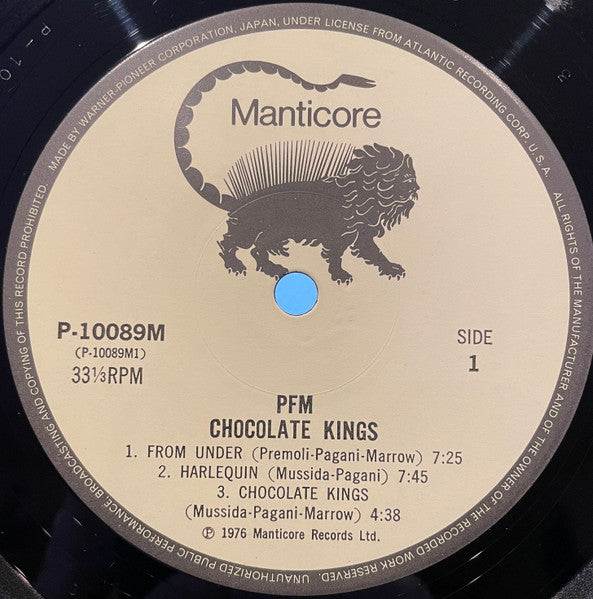 MADE BY WARNER-PIONEER CORPORATION, JAPAN, UNDER LICENSE FROM ATLANTIC RECORDING CORP. U.S.A.
ALL RIGHTS OF THE MANUFACTURER AND OF THE OWNER OF THE RECORDED WORK RESERVED. UNAUTHORIZED PUBLIC PERFORMANCE BROADCASTING AND COPYING OF THIS RECORD PROHIBITED.
Manticore
P-10089M
(P-10089M1)
33⅓RPM
SIDE
1
PFM
CHOCOLATE KINGS
1. FROM UNDER (Premoli-Pagani-Marrow) 7:25
2. HARLEQUIN (Mussida-Pagani) 7:45
3. CHOCOLATE KINGS
(Mussida-Pagani-Marrow) 4:38
Ⓟ 1976 Manticore Records Ltd.